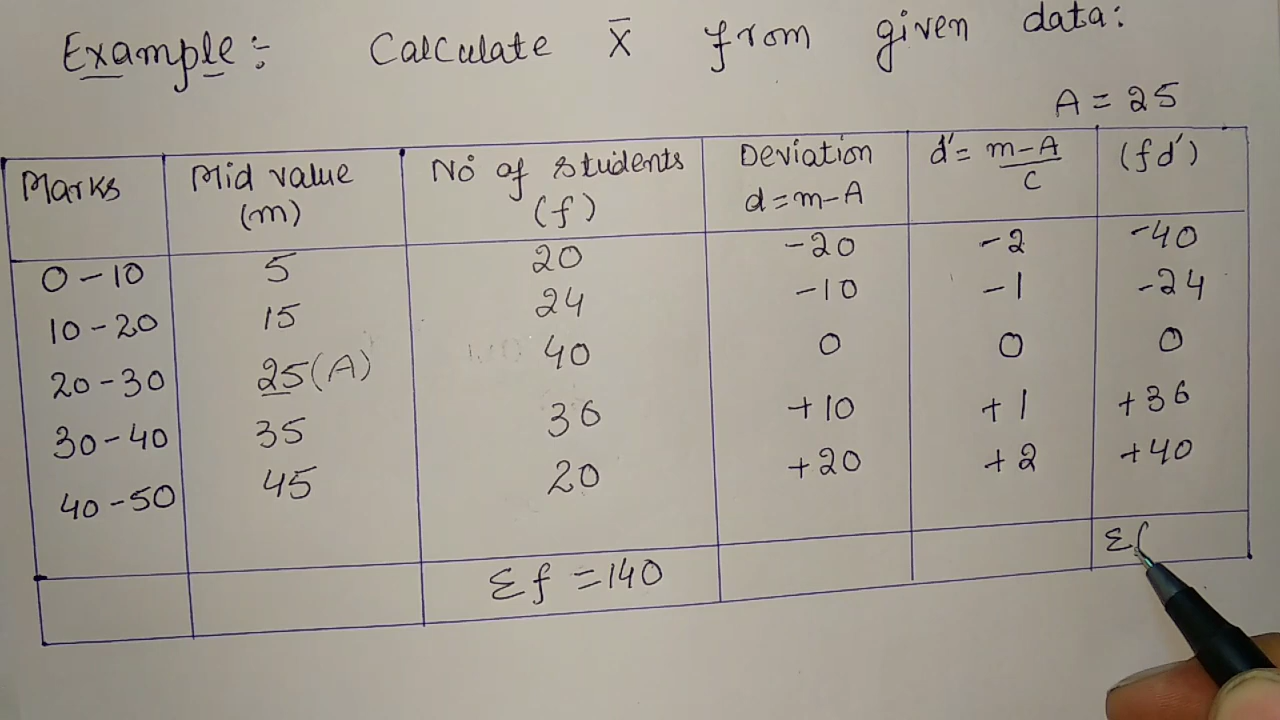 Example:- Calculate X̄ from given data:
A = 25
Marks Mid value (m) No of students (f) Deviation d=m-A d'= m-A/C (fd')
0-10 5 20 -20 -2 -40
10-20 15 24 -10 -1 -24
20-30 25(A) 40 0 0 0
30-40 35 36 +10 +1 +36
40-50 45 20 +20 +2 +40
Σf =140 Σf